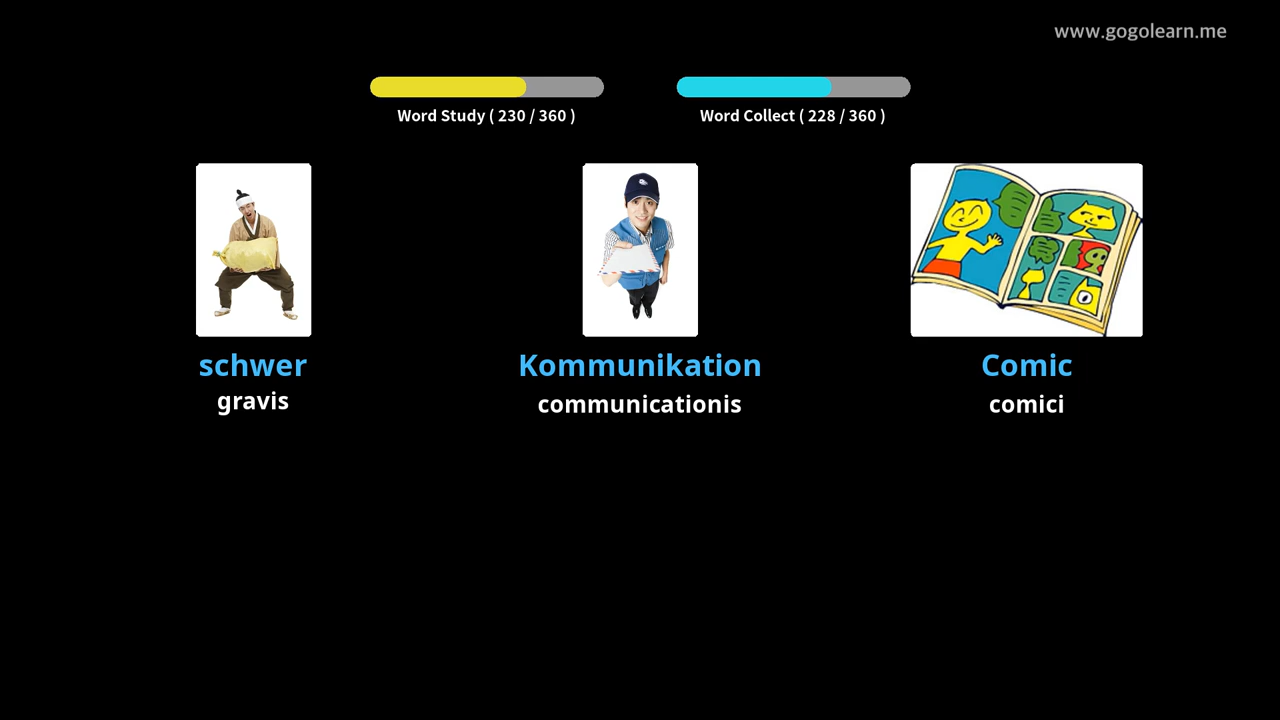 www.gogolearn.me
Word Study ( 230 / 360 )
Word Collect ( 228 / 360 )
schwer
gravis
Kommunikation
communicationis
Comic
comici